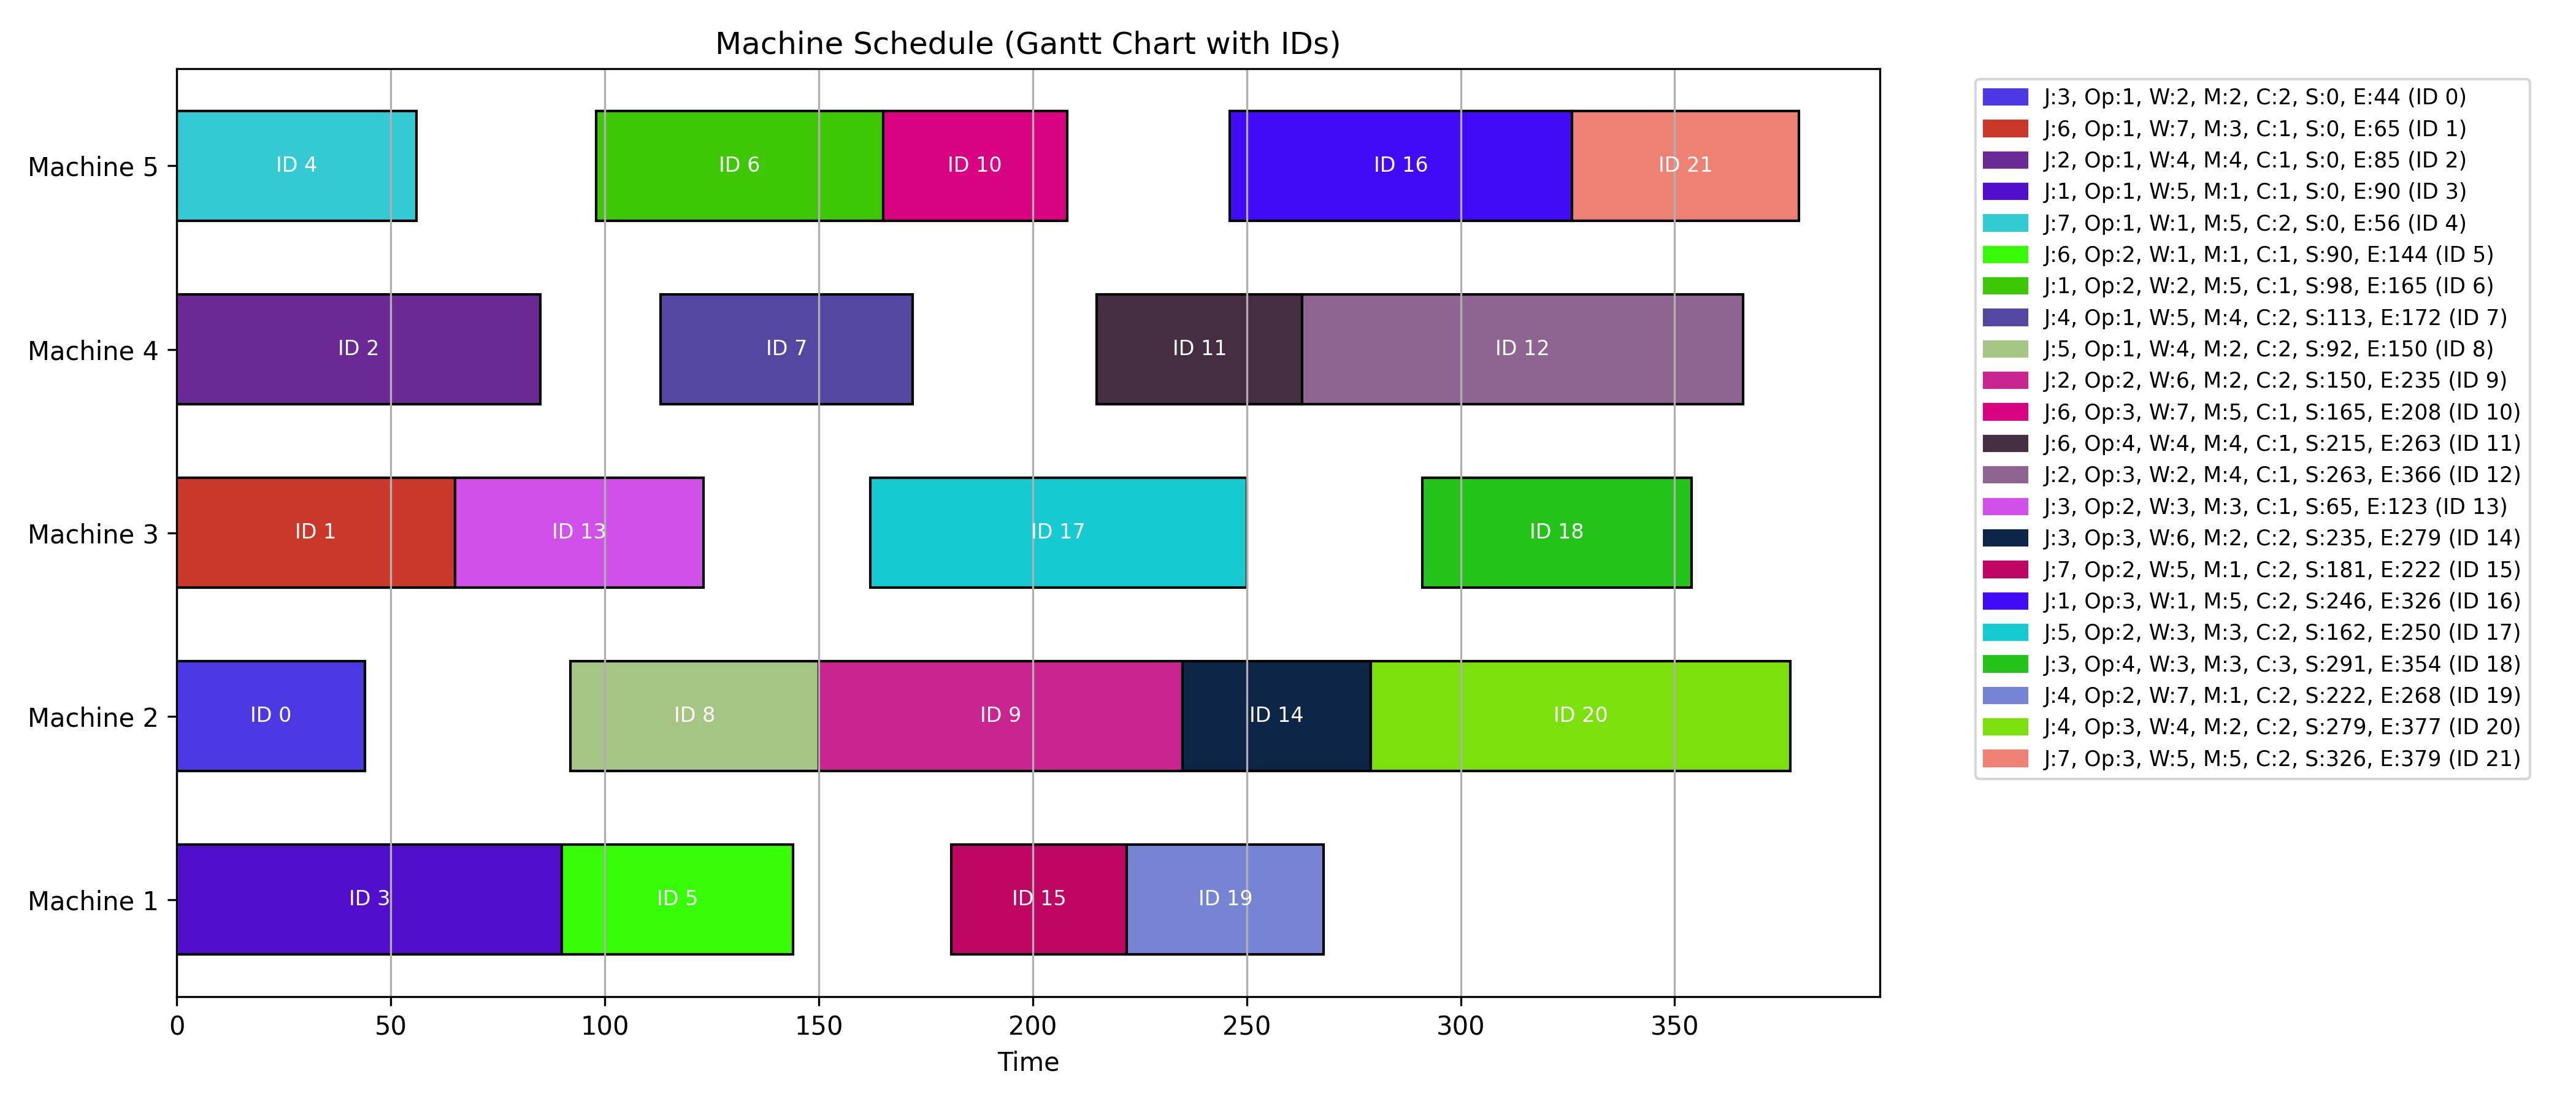 Machine Schedule (Gantt Chart with IDs)
Machine 5
ID 4
ID 6
ID 10
ID 16
ID 21
Machine 4
ID 2
ID 7
ID 11
ID 12
Machine 3
ID 1
ID 13
ID 17
ID 18
Machine 2
ID 0
ID 8
ID 9
ID 14
ID 20
Machine 1
ID 3
ID 5
ID 15
ID 19
0 50 100 150 200 250 300 350
Time
J:3, Op:1, W:2, M:2, C:2, S:0, E:44 (ID 0)
J:6, Op:1, W:7, M:3, C:1, S:0, E:65 (ID 1)
J:2, Op:1, W:4, M:4, C:1, S:0, E:85 (ID 2)
J:1, Op:1, W:5, M:1, C:1, S:0, E:90 (ID 3)
J:7, Op:1, W:1, M:5, C:2, S:0, E:56 (ID 4)
J:6, Op:2, W:1, M:1, C:1, S:90, E:144 (ID 5)
J:1, Op:2, W:2, M:5, C:1, S:98, E:165 (ID 6)
J:4, Op:1, W:5, M:4, C:2, S:113, E:172 (ID 7)
J:5, Op:1, W:4, M:2, C:2, S:92, E:150 (ID 8)
J:2, Op:2, W:6, M:2, C:2, S:150, E:235 (ID 9)
J:6, Op:3, W:7, M:5, C:1, S:165, E:208 (ID 10)
J:6, Op:4, W:4, M:4, C:1, S:215, E:263 (ID 11)
J:2, Op:3, W:2, M:4, C:1, S:263, E:366 (ID 12)
J:3, Op:2, W:3, M:3, C:1, S:65, E:123 (ID 13)
J:3, Op:3, W:6, M:2, C:2, S:235, E:279 (ID 14)
J:7, Op:2, W:5, M:1, C:2, S:181, E:222 (ID 15)
J:1, Op:3, W:1, M:5, C:2, S:246, E:326 (ID 16)
J:5, Op:2, W:3, M:3, C:2, S:162, E:250 (ID 17)
J:3, Op:4, W:3, M:3, C:3, S:291, E:354 (ID 18)
J:4, Op:2, W:7, M:1, C:2, S:222, E:268 (ID 19)
J:4, Op:3, W:4, M:2, C:2, S:279, E:377 (ID 20)
J:7, Op:3, W:5, M:5, C:2, S:326, E:379 (ID 21)